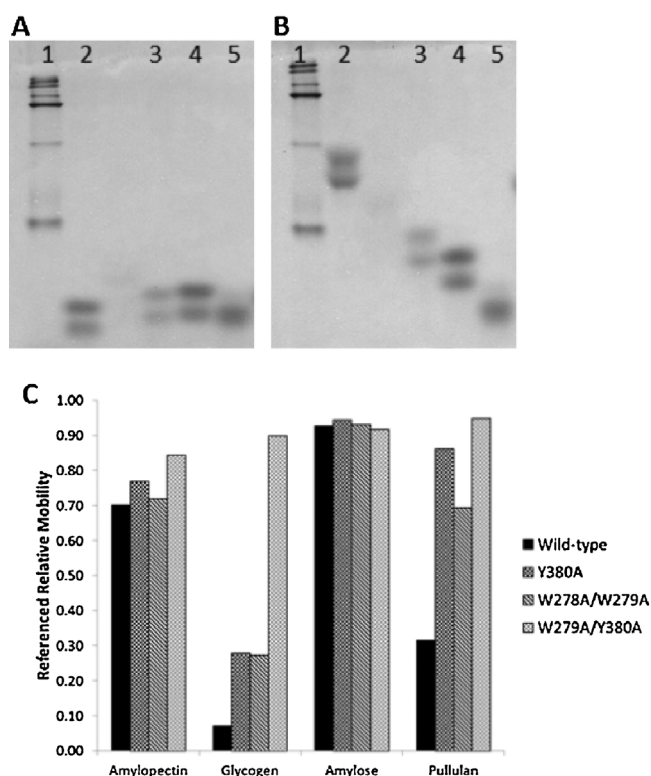 A
B
1 2 3 4 5
1 2 3 4 5
C
Referenced Relative Mobility
1.00
0.90
0.80
0.70
0.60
0.50
0.40
0.30
0.20
0.10
0.00
Amylopectin Glycogen Amylose Pullulan
Wild-type
Y380A
W278A/W279A
W279A/Y380A